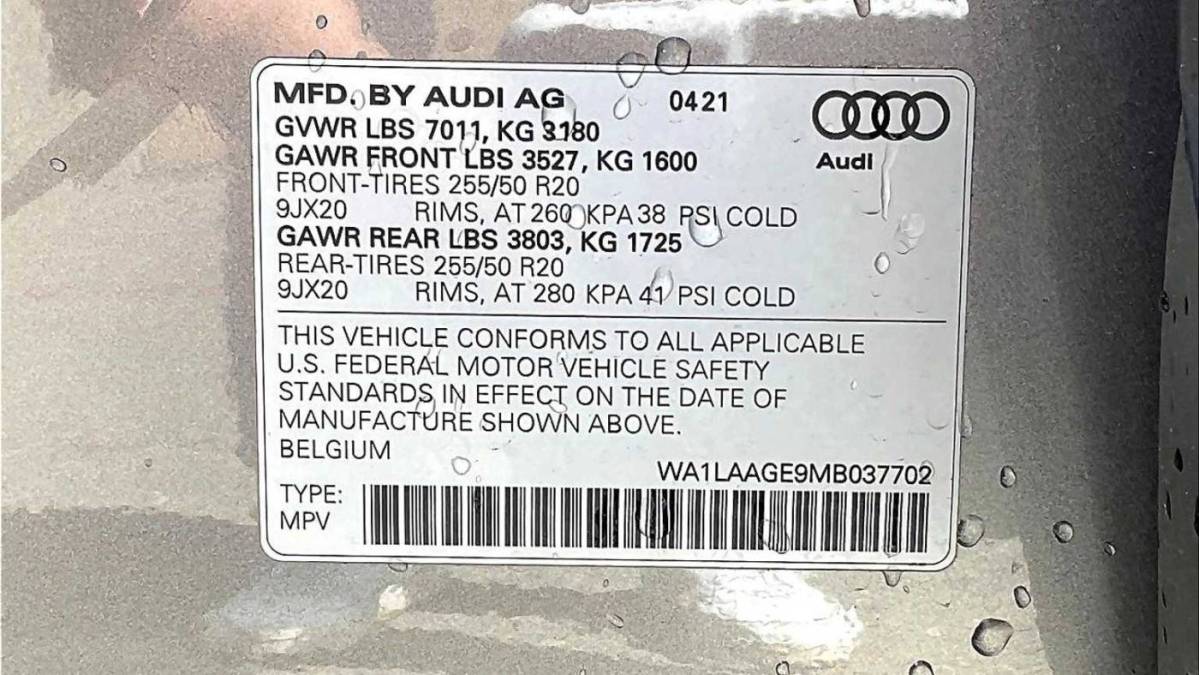 MFD. BY AUDI AG 0421
GVWR LBS 7011, KG 3180
GAWR FRONT LBS 3527, KG 1600
Audi
FRONT-TIRES 255/50 R20
9JX20 RIMS, AT 260 KPA 38 PSI COLD
GAWR REAR LBS 3803, KG 1725
REAR-TIRES 255/50 R20
9JX20 RIMS, AT 280 KPA 41 PSI COLD
THIS VEHICLE CONFORMS TO ALL APPLICABLE
U.S. FEDERAL MOTOR VEHICLE SAFETY
STANDARDS IN EFFECT ON THE DATE OF
MANUFACTURE SHOWN ABOVE.
BELGIUM
WA1LAAGE9MB037702
TYPE:
MPV